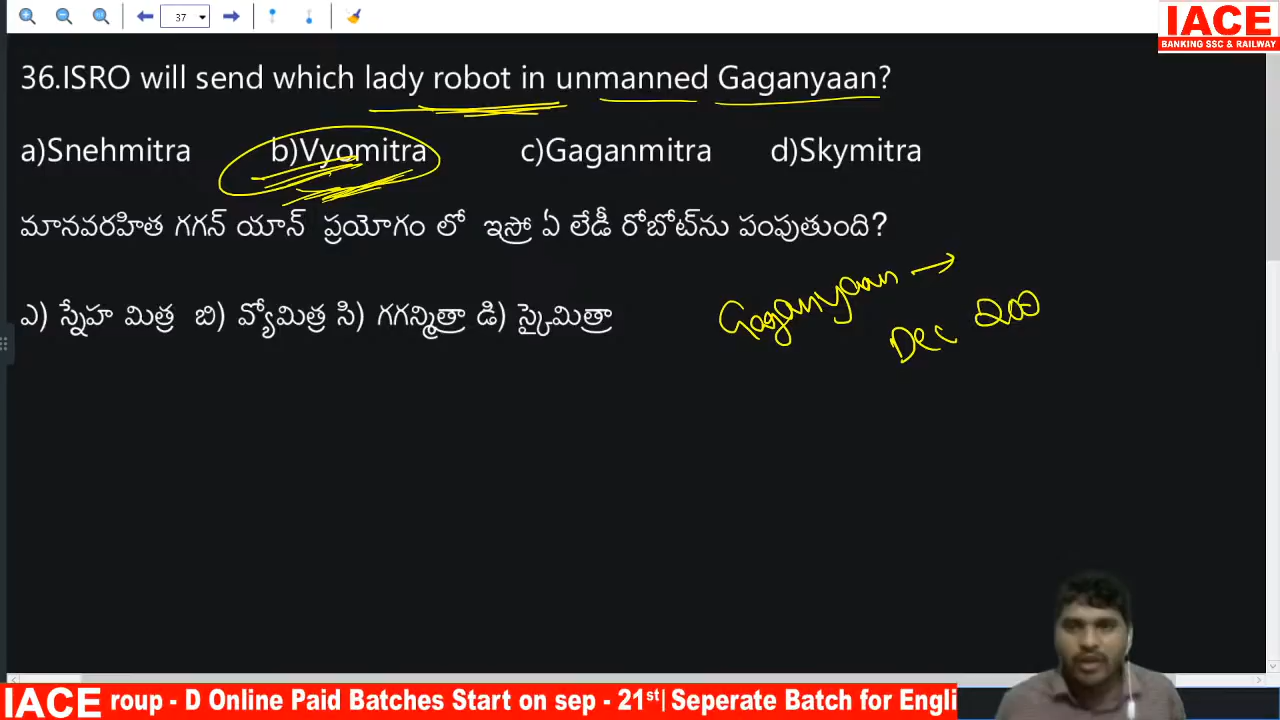 37
IACE
BANKING SSC & RAILWAY
36.ISRO will send which lady robot in unmanned Gaganyaan?
a)Snehmitra b)Vyomitra c)Gaganmitra d)Skymitra
మానవరహిత గగన్ యాన్ ప్రయోగం లో ఇస్రో ఏ లేడీ రోబోట్‌ను పంపుతుంది?
ఎ) స్నేహ మిత్ర బి) వ్యోమిత్ర సి) గగన్మిత్రా డి) స్కైమిత్రా
Gaganyaan →
Dec
IACE roup - D Online Paid Batches Start on sep - 21st| Seperate Batch for Engli